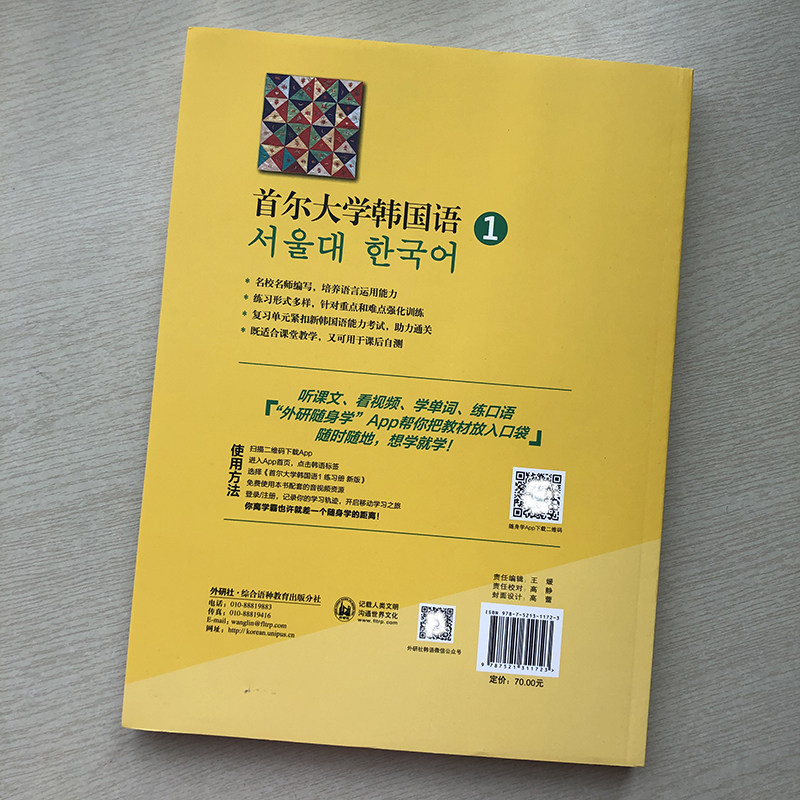 首尔大学韩国语 1
서울대 한국어
* 名校名师编写，培养语言运用能力
* 练习形式多样，针对重点和难点强化训练
* 复习单元紧扣新韩国语能力考试，助力通关
* 既适合课堂教学，又可用于课后自测
听课文、看视频、学单词、练口语
“外研随身学”App帮你把教材放入口袋
随时随地，想学就学！
使用方法
扫描二维码下载App
进入App首页，点击韩语标签
选择《首尔大学韩国语1 练习册 新版》
免费使用本书配套的音视频资源
登录/注册，记录你的学习轨迹，开启移动学习之旅
你离学霸也许就差一个随身学的距离！
随身学App下载二维码
责任编辑：王 媛
责任校对：高 静
封面设计：高 蕾
外研社·综合语种教育出版分社
电话：010-88819883
传真：010-88819416
E-mail：wanglin@fltrp.com
网址：http://korean.unipus.cn
记载人类文明
沟通世界文化
www.fltrp.com
外研社韩语微信公众号
ISBN 978-7-5213-1172-3
9 787521 311723 >
定价：70.00元